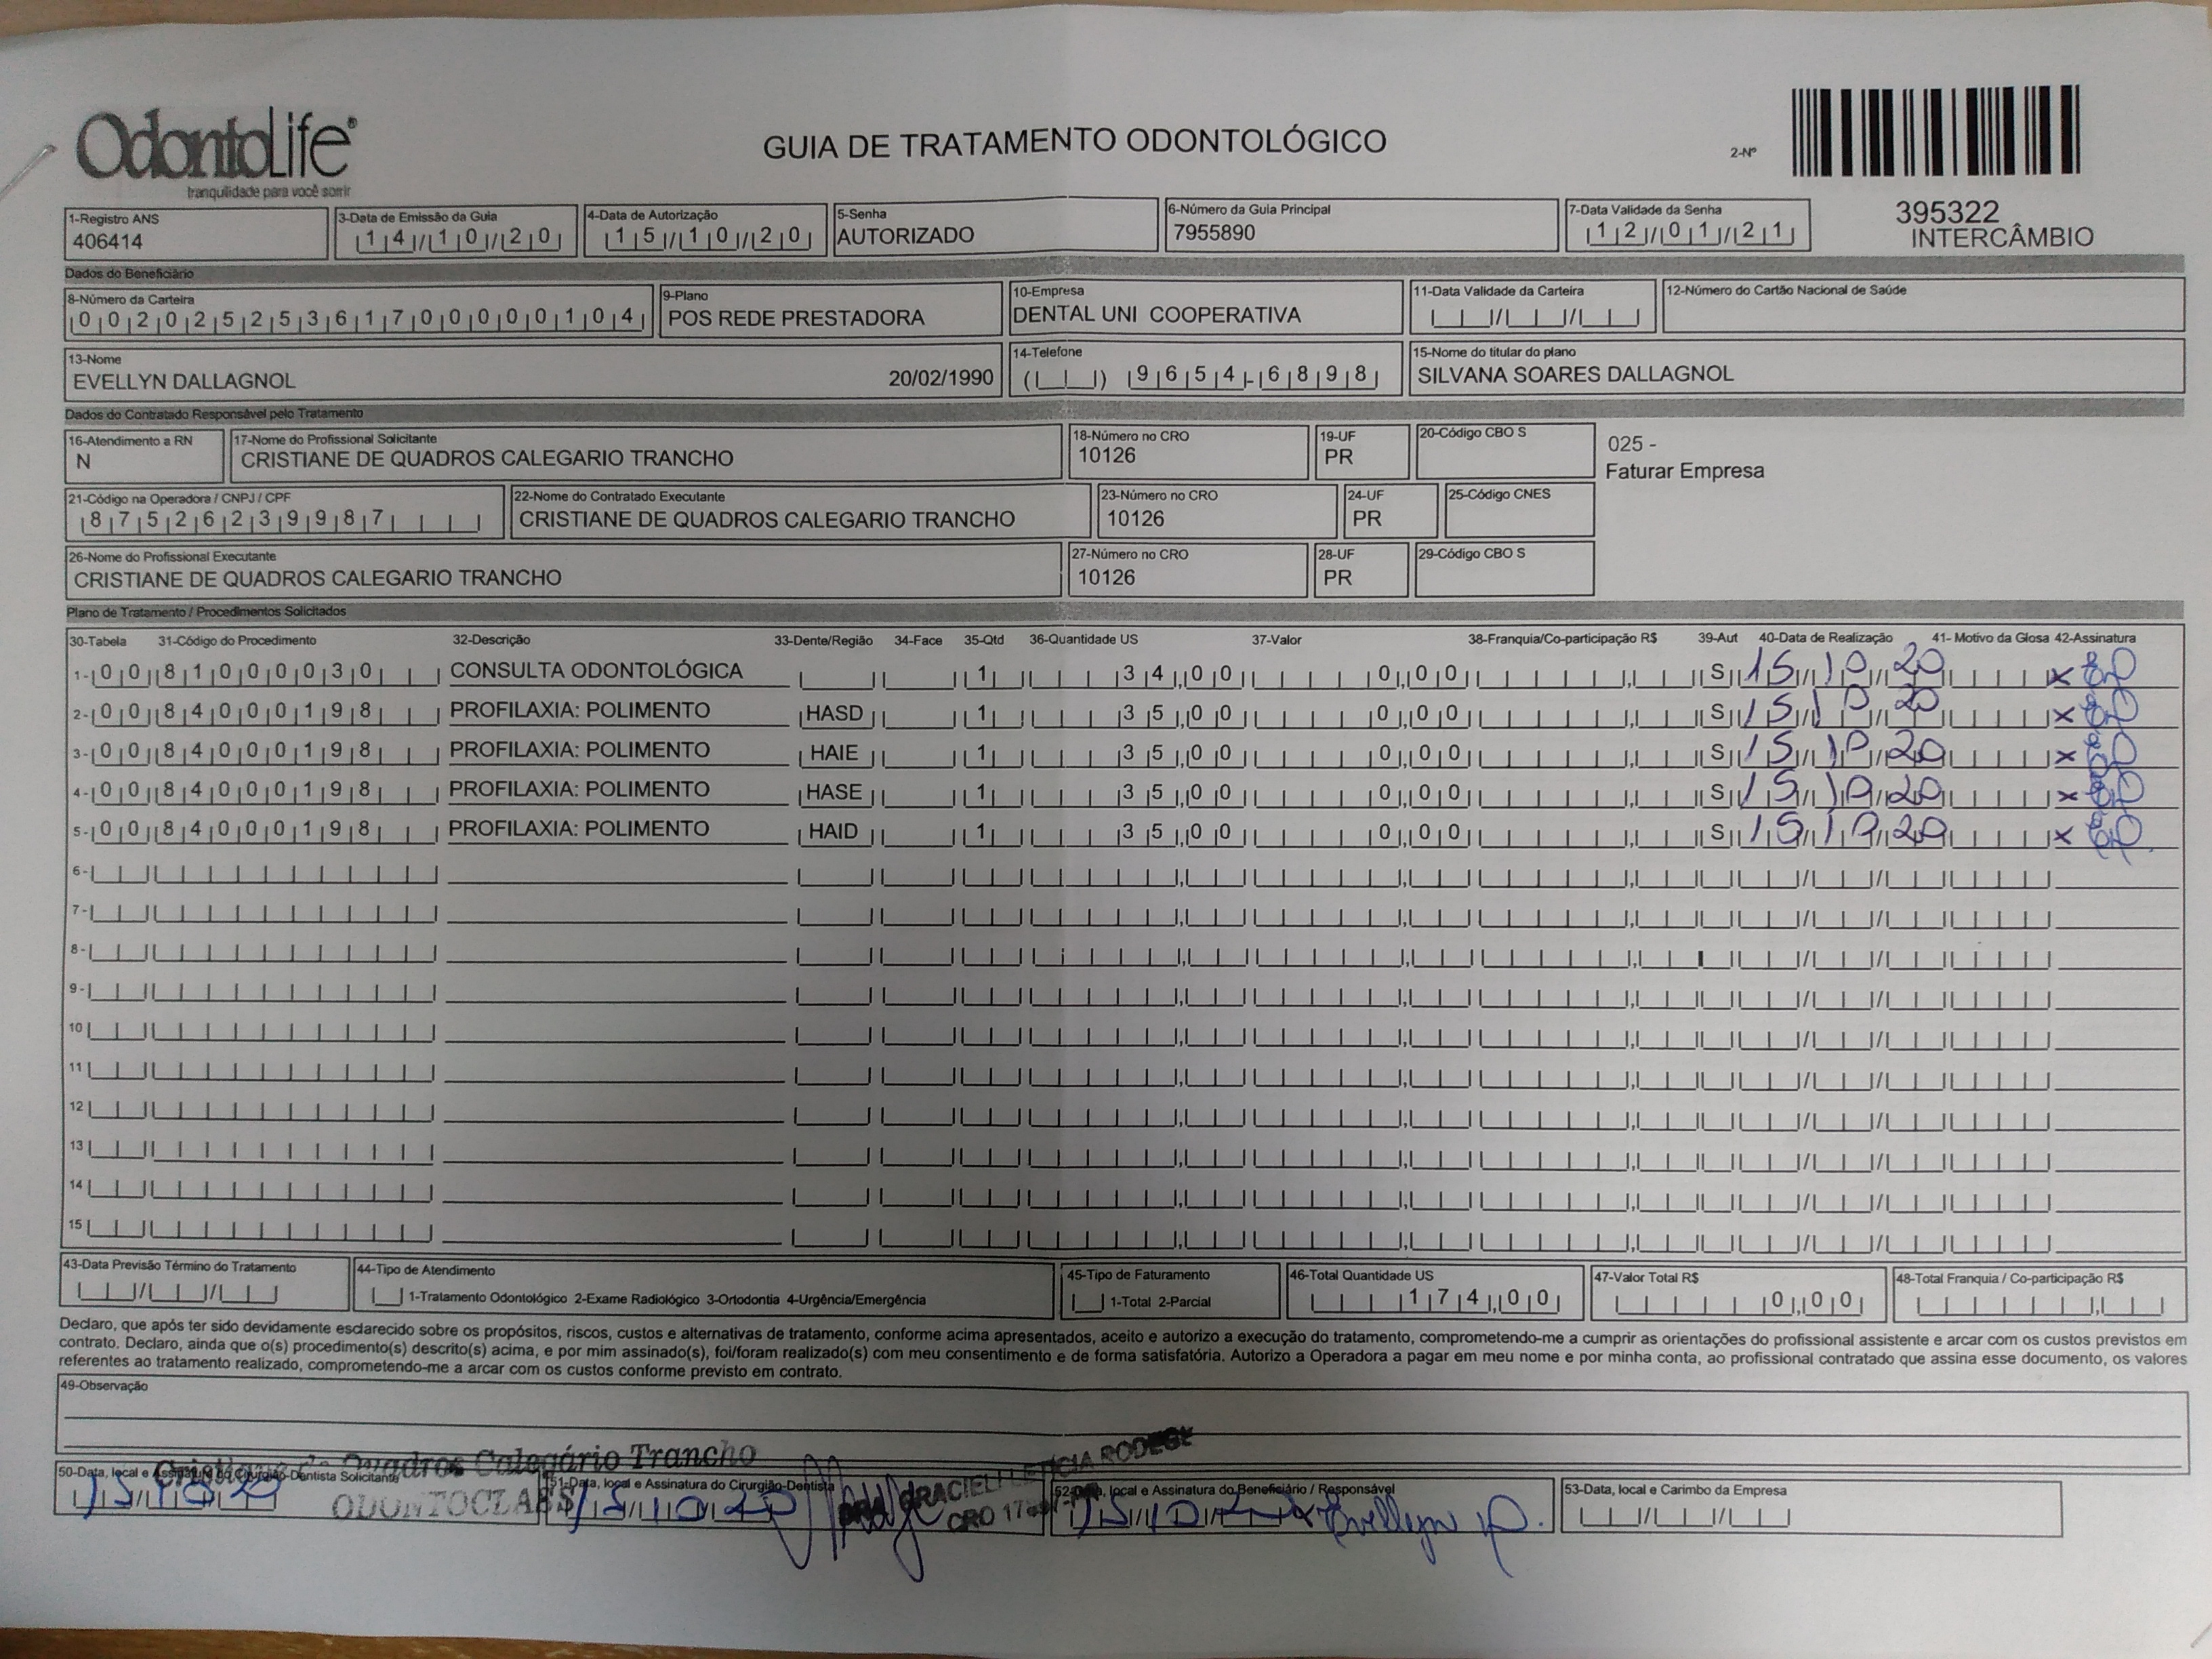 OdontoLife®
tranquilidade para você sorrir
GUIA DE TRATAMENTO ODONTOLÓGICO
2-Nº
395322
INTERCÂMBIO
1-Registro ANS
406414
3-Data de Emissão da Guia
14/10/20
4-Data de Autorização
15/10/20
5-Senha
AUTORIZADO
6-Número da Guia Principal
7955890
7-Data Validade da Senha
12/01/21
Dados do Beneficiário
8-Número da Carteira
00202525361700000104
9-Plano
POS REDE PRESTADORA
10-Empresa
DENTAL UNI COOPERATIVA
11-Data Validade da Carteira
12-Número do Cartão Nacional de Saúde
13-Nome
EVELLYN DALLAGNOL 20/02/1990
14-Telefone
( ) 9654-6898
15-Nome do titular do plano
SILVANA SOARES DALLAGNOL
Dados do Contratado Responsável pelo Tratamento
16-Atendimento a RN
N
17-Nome do Profissional Solicitante
CRISTIANE DE QUADROS CALEGARIO TRANCHO
18-Número no CRO
10126
19-UF
PR
20-Código CBO S
025 -
Faturar Empresa
21-Código na Operadora / CNPJ / CPF
87526239987
22-Nome do Contratado Executante
CRISTIANE DE QUADROS CALEGARIO TRANCHO
23-Número no CRO
10126
24-UF
PR
25-Código CNES
26-Nome do Profissional Executante
CRISTIANE DE QUADROS CALEGARIO TRANCHO
27-Número no CRO
10126
28-UF
PR
29-Código CBO S
Plano de Tratamento / Procedimentos Solicitados
30-Tabela 31-Código do Procedimento 32-Descrição 33-Dente/Região 34-Face 35-Qtd 36-Quantidade US 37-Valor 38-Franquia/Co-participação R$ 39-Aut 40-Data de Realização 41- Motivo da Glosa 42-Assinatura
1- 00 81000030 CONSULTA ODONTOLÓGICA 1 34,00 0,00 S 15/10/20 x
2- 00 84000198 PROFILAXIA: POLIMENTO HASD 1 35,00 0,00 S 15/10/20 x
3- 00 84000198 PROFILAXIA: POLIMENTO HAIE 1 35,00 0,00 S 15/10/20 x
4- 00 84000198 PROFILAXIA: POLIMENTO HASE 1 35,00 0,00 S 15/10/20 x
5- 00 84000198 PROFILAXIA: POLIMENTO HAID 1 35,00 0,00 S 15/10/20 x
6-
7-
8-
9-
10
11
12
13
14
15
43-Data Previsão Término do Tratamento
44-Tipo de Atendimento
1-Tratamento Odontológico 2-Exame Radiológico 3-Ortodontia 4-Urgência/Emergência
45-Tipo de Faturamento
1-Total 2-Parcial
46-Total Quantidade US
174,00
47-Valor Total R$
0,00
48-Total Franquia / Co-participação R$
Declaro, que após ter sido devidamente esclarecido sobre os propósitos, riscos, custos e alternativas de tratamento, conforme acima apresentados, aceito e autorizo a execução do tratamento, comprometendo-me a cumprir as orientações do profissional assistente e arcar com os custos previstos em
contrato. Declaro, ainda que o(s) procedimento(s) descrito(s) acima, e por mim assinado(s), foi/foram realizado(s) com meu consentimento e de forma satisfatória. Autorizo a Operadora a pagar em meu nome e por minha conta, ao profissional contratado que assina esse documento, os valores
referentes ao tratamento realizado, comprometendo-me a arcar com os custos conforme previsto em contrato.
49-Observação
Cristiane de Quadros Calegário Trancho
ODONTOCLASS
50-Data, local e Assinatura do Cirurgião-Dentista Solicitante
15/10/20
51-Data, local e Assinatura do Cirurgião-Dentista
15/10/20
DRA. GRACIELI LETÍCIA
52-Data, local e Assinatura do Beneficiário / Responsável
15/10/20 x Evellyn D.
53-Data, local e Carimbo da Empresa